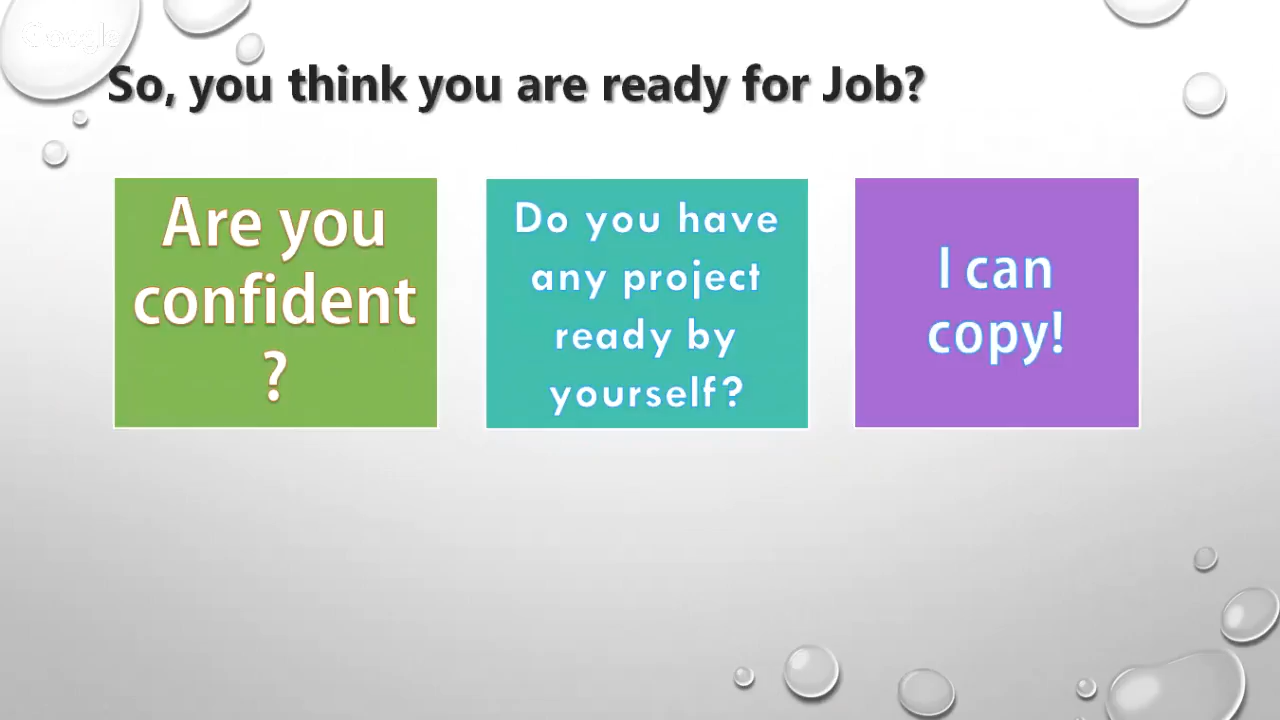 Google
So, you think you are ready for Job?
Are you
confident
?
Do you have
any project
ready by
yourself?
I can
copy!